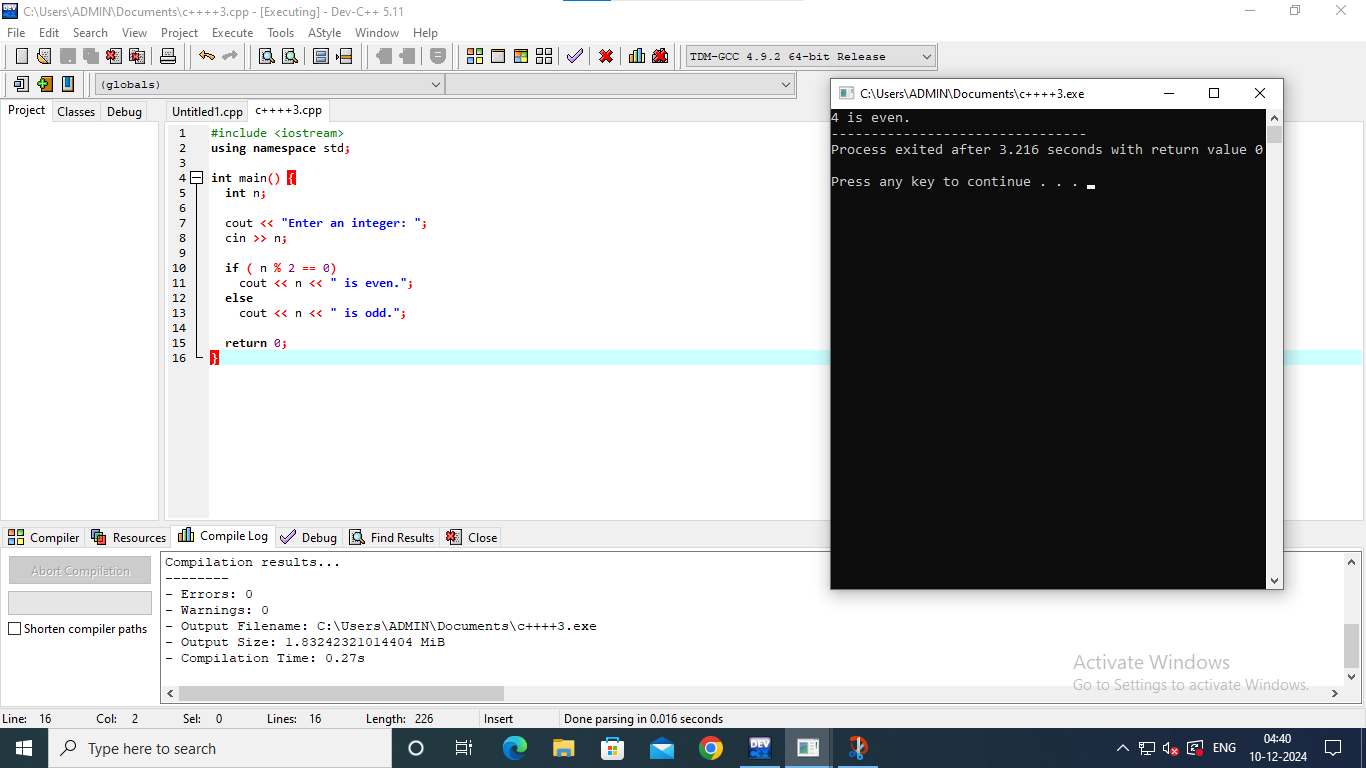 C:\Users\ADMIN\Documents\c++++3.cpp - [Executing] - Dev-C++ 5.11
File Edit Search View Project Execute Tools AStyle Window Help
TDM-GCC 4.9.2 64-bit Release
(globals)
Project Classes Debug
Untitled1.cpp c++++3.cpp
1 #include <iostream>
2 using namespace std;
3
4 int main() {
5 int n;
6
7 cout << "Enter an integer: ";
8 cin >> n;
9
10 if ( n % 2 == 0)
11 cout << n << " is even.";
12 else
13 cout << n << " is odd.";
14
15 return 0;
16 }
C:\Users\ADMIN\Documents\c++++3.exe
4 is even.
--------------------------------
Process exited after 3.216 seconds with return value 0
Press any key to continue . . .
Compiler Resources Compile Log Debug Find Results Close
Abort Compilation
Shorten compiler paths
Compilation results...
--------
- Errors: 0
- Warnings: 0
- Output Filename: C:\Users\ADMIN\Documents\c++++3.exe
- Output Size: 1.83242321014404 MiB
- Compilation Time: 0.27s
Activate Windows
Go to Settings to activate Windows.
Line: 16 Col: 2 Sel: 0 Lines: 16 Length: 226 Insert Done parsing in 0.016 seconds
Type here to search
DEV
ENG
04:40
10-12-2024